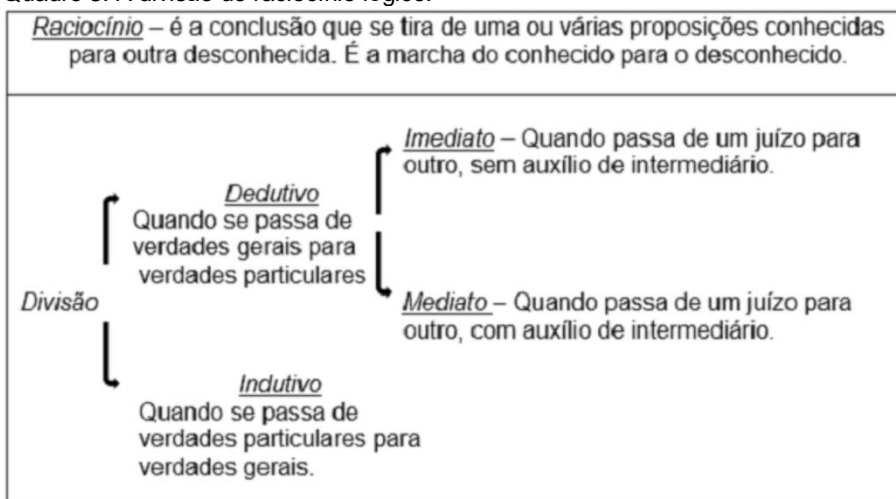 Raciocínio – é a conclusão que se tira de uma ou várias proposições conhecidas
para outra desconhecida. É a marcha do conhecido para o desconhecido.
Imediato – Quando passa de um juízo para
outro, sem auxílio de intermediário.
Dedutivo
Quando se passa de
verdades gerais para
verdades particulares
Divisão
Mediato – Quando passa de um juízo para
outro, com auxílio de intermediário.
Indutivo
Quando se passa de
verdades particulares para
verdades gerais.